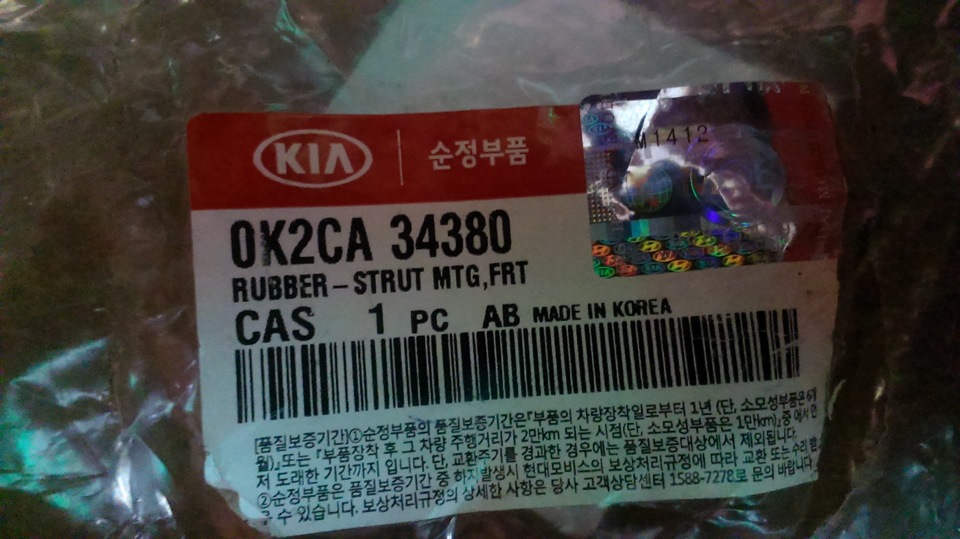 KIA 순정부품
M1412
0K2CA 34380
RUBBER-STRUT MTG,FRT
CAS 1 PC AB MADE IN KOREA
[품질보증기간]①순정부품의 품질보증기간은『부품의 차량장착일로부터 1년 (단, 소모성부품은 6개
월)』또는 『부품장착 후 그 차량 주행거리가 2만km 되는 시점(단, 소모성부품은 1만km)』중 에서 먼
저 도래한 기간까지 입니다. 단, 교환주기를 경과한 경우에는 품질보증대상에서 제외됩니다.
②순정부품은 품질보증기간 중 하자발생시 현대모비스의 보상처리규정에 따라 교환 또는 수리 받
을 수 있습니다. 보상처리규정의 상세한 사항은 당사 고객상담센터 1588-7278로 문의 바랍니다.